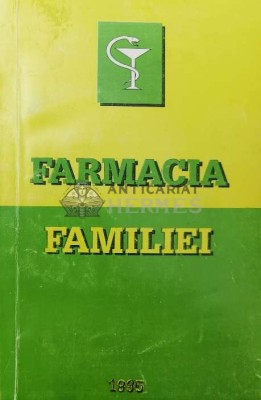 FARMACIA
ANTICARIAT
HERMES
FAMILIEI
1995